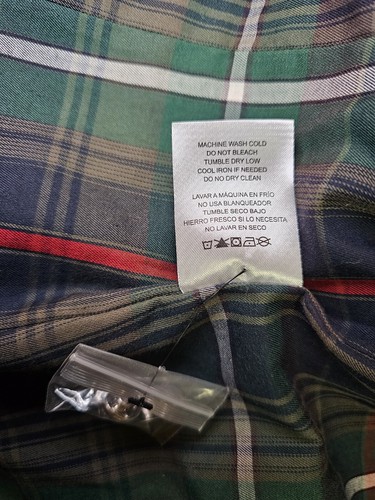 MACHINE WASH COLD
DO NOT BLEACH
TUMBLE DRY LOW
COOL IRON IF NEEDED
DO NO DRY CLEAN
LAVAR A MÁQUINA EN FRÍO
NO USA BLANQUEADOR
TUMBLE SECO BAJO
HIERRO FRESCO SI LO NECESITA
NO LAVAR EN SECO